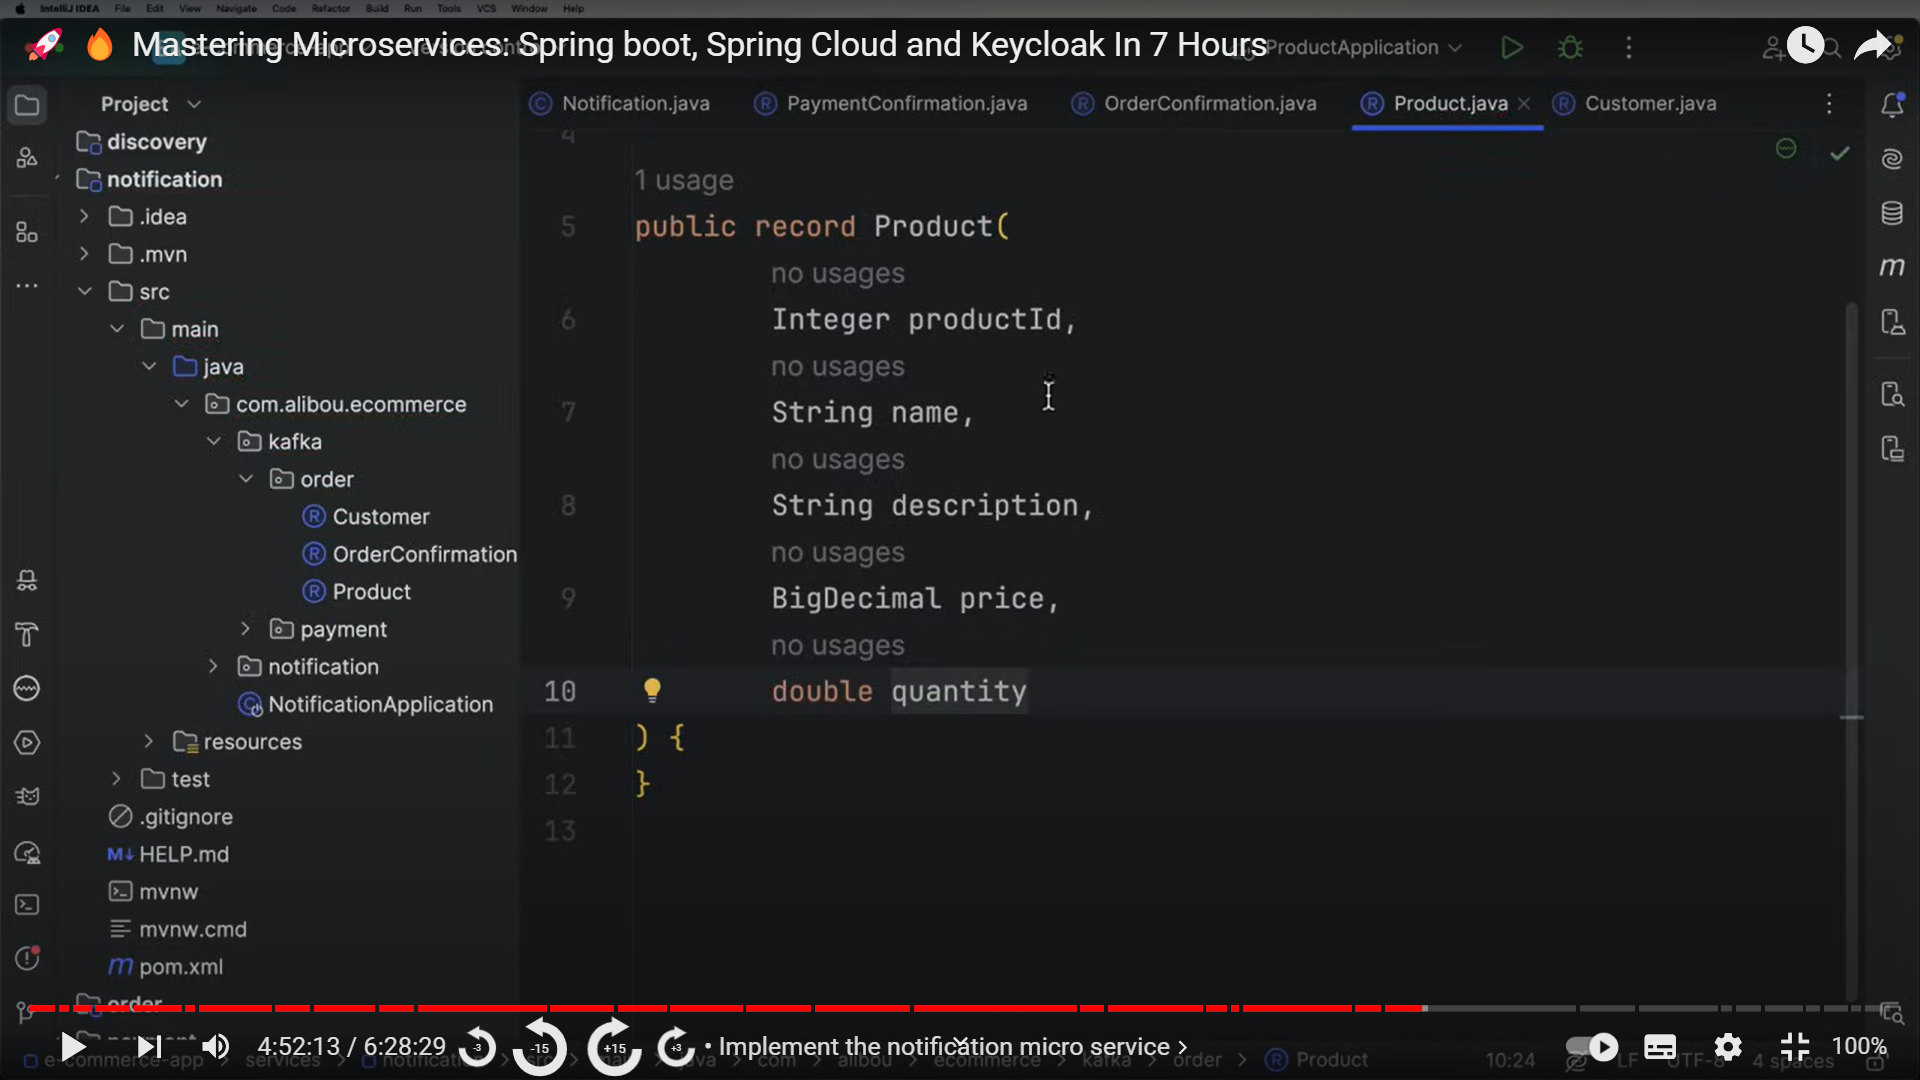 IntelliJ IDEA File Edit View Navigate Code Refactor Build Run Tools VCS Window Help
🚀 🔥 Mastering Microservices: Spring boot, Spring Cloud and Keycloak In 7 Hours
ProductApplication
Project
Notification.java PaymentConfirmation.java OrderConfirmation.java Product.java Customer.java
discovery
notification
.idea
.mvn
src
main
java
com.alibou.ecommerce
kafka
order
Customer
OrderConfirmation
Product
payment
notification
NotificationApplication
resources
test
.gitignore
M↓ HELP.md
mvnw
mvnw.cmd
m pom.xml
order
4
1 usage
5 public record Product(
no usages
6 Integer productId,
no usages
7 String name,
no usages
8 String description,
no usages
9 BigDecimal price,
no usages
10 double quantity
11 ) {
12 }
13
4:52:13 / 6:28:29 -3 -15 +15 +3 • Implement the notification micro service 100%
e-commerce-app services src java com alibou ecommerce kafka order Product 10:24 LF UTF-8 4 spaces